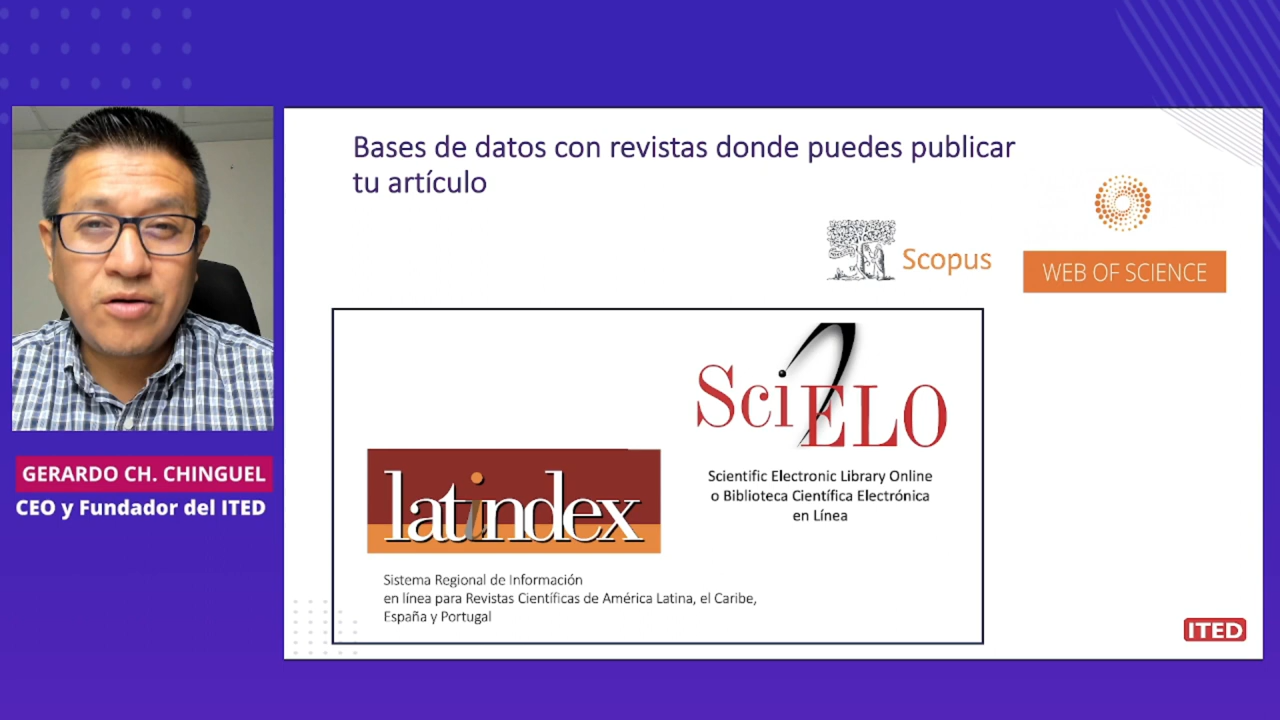 Bases de datos con revistas donde puedes publicar
tu artículo
Scopus
WEB OF SCIENCE
SciELO
Scientific Electronic Library Online
o Biblioteca Científica Electrónica
en Línea
latindex
Sistema Regional de Información
en línea para Revistas Científicas de América Latina, el Caribe,
España y Portugal
GERARDO CH. CHINGUEL
CEO y Fundador del ITED
ITED